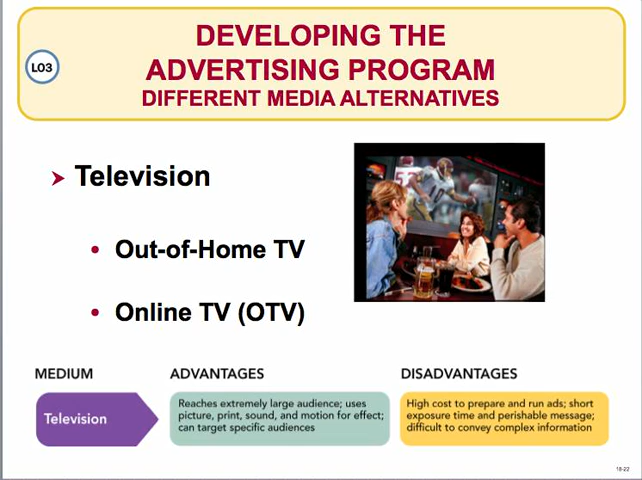 DEVELOPING THE
LO3
ADVERTISING PROGRAM
DIFFERENT MEDIA ALTERNATIVES
Television
Out-of-Home TV
Online TV (OTV)
MEDIUM
ADVANTAGES
DISADVANTAGES
Television
Reaches extremely large audience; uses
picture, print, sound, and motion for effect;
can target specific audiences
High cost to prepare and run ads; short
exposure time and perishable message;
difficult to convey complex information
18-22